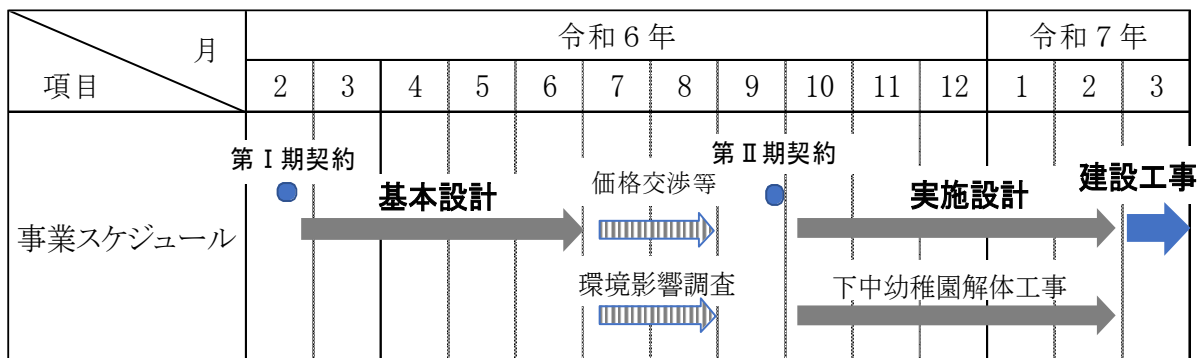 月
令和6年
令和7年
項目
2 3 4 5 6 7 8 9 10 11 12 1 2 3
第Ⅰ期契約
第Ⅱ期契約
基本設計
価格交渉等
実施設計
建設工事
事業スケジュール
環境影響調査
下中幼稚園解体工事